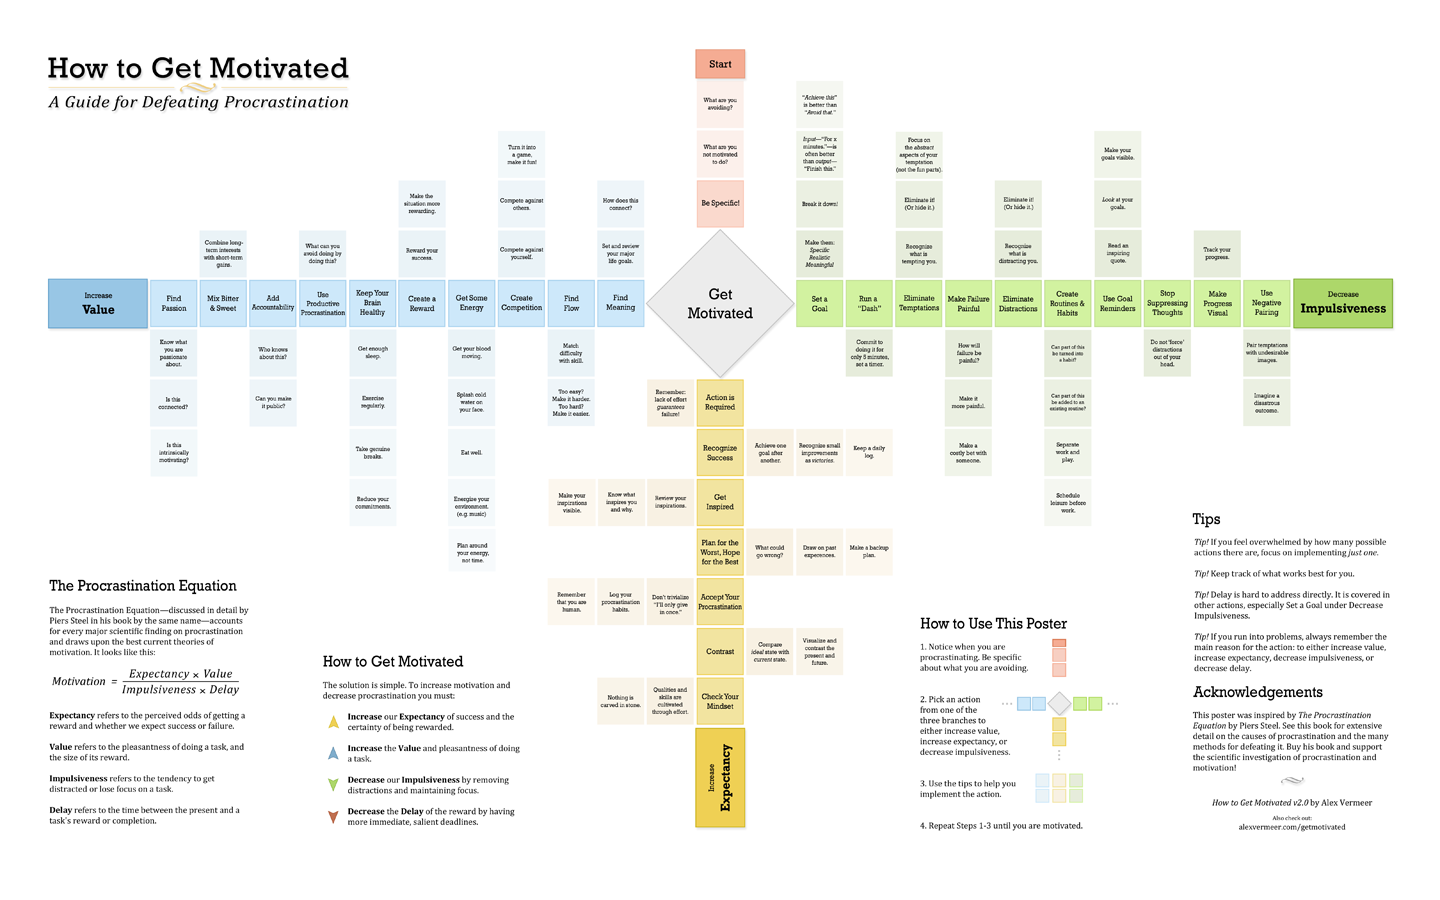 How to Get Motivated
A Guide for Defeating Procrastination
Start
What are you
avoiding?
What are you
not motivated
to do?
Be Specific!
Get
Motivated
Increase
Value
Find
Passion
Know what
you are
passionate
about.
Is this
connected?
Is this
intrinsically
motivating?
Combine long-
term interests
with short-term
gains.
Mix Bitter
& Sweet
Add
Accountability
Who knows
about this?
Can you make
it public?
What can you
avoid doing by
doing this?
Use
Productive
Procrastination
Keep Your
Brain
Healthy
Get enough
sleep.
Exercise
regularly.
Take genuine
breaks.
Reduce your
commitments.
Make the
situation more
rewarding.
Reward your
success.
Create a
Reward
Get Some
Energy
Get your blood
moving.
Splash cold
water on
your face.
Eat well.
Energize your
environment.
(e.g. music)
Plan around
your energy,
not time.
Turn it into
a game,
make it fun!
Compete against
others.
Compete against
yourself.
Create
Competition
Find
Flow
Match
difficulty
with skill.
Too easy?
Make it harder.
Too hard?
Make it easier.
How does this
connect?
Set and review
your major
life goals.
Find
Meaning
"Achieve this"
is better than
"Avoid that."
Input—"For x
minutes."—is
often better
than output—
"Finish this."
Break it down!
Make them:
Specific
Realistic
Meaningful
Set a
Goal
Run a
"Dash"
Commit to
doing it for
only 5 minutes,
set a timer.
Focus on
the abstract
aspects of your
temptation
(not the fun parts).
Eliminate it!
(Or hide it.)
Recognize
what is
tempting you.
Eliminate
Temptations
Make Failure
Painful
How will
failure be
painful?
Make it
more painful.
Make a
costly bet with
someone.
Eliminate it!
(Or hide it.)
Recognize
what is
distracting you.
Eliminate
Distractions
Create
Routines &
Habits
Can part of this
be turned into
a habit?
Can part of this
be added to an
existing routine?
Separate
work and
play.
Schedule
leisure before
work.
Make your
goals visible.
Look at your
goals.
Read an
inspiring
quote.
Use Goal
Reminders
Stop
Suppressing
Thoughts
Do not 'force'
distractions
out of your
head.
Track your
progress.
Make
Progress
Visual
Use
Negative
Pairing
Pair temptations
with undesirable
images.
Imagine a
disastrous
outcome.
Decrease
Impulsiveness
Remember:
lack of effort
guarantees
failure!
Action is
Required
Recognize
Success
Achieve one
goal after
another.
Recognize small
improvements
as victories.
Keep a daily
log.
Make your
inspirations
visible.
Know what
inspires you
and why.
Review your
inspirations.
Get
Inspired
Plan for the
Worst, Hope
for the Best
What could
go wrong?
Draw on past
experences.
Make a backup
plan.
Remember
that you are
human.
Log your
procrastination
habits.
Don't trivialize
"I'll only give
in once."
Accept Your
Procrastination
Contrast
Compare
ideal state with
current state.
Visualize and
contrast the
present and
future.
Nothing is
carved in stone.
Qualities and
skills are
cultivated
through effort.
Check Your
Mindset
Increase
Expectancy
The Procrastination Equation
The Procrastination Equation—discussed in detail by
Piers Steel in his book by the same name—accounts
for every major scientific finding on procrastination
and draws upon the best current theories of
motivation. It looks like this:
Motivation = Expectancy × Value
Impulsiveness × Delay
Expectancy refers to the perceived odds of getting a
reward and whether we expect success or failure.
Value refers to the pleasantness of doing a task, and
the size of its reward.
Impulsiveness refers to the tendency to get
distracted or lose focus on a task.
Delay refers to the time between the present and a
task's reward or completion.
How to Get Motivated
The solution is simple. To increase motivation and
decrease procrastination you must:
Increase our Expectancy of success and the
certainty of being rewarded.
Increase the Value and pleasantness of doing
a task.
Decrease our Impulsiveness by removing
distractions and maintaining focus.
Decrease the Delay of the reward by having
more immediate, salient deadlines.
How to Use This Poster
1. Notice when you are
procrastinating. Be specific
about what you are avoiding.
2. Pick an action
from one of the
three branches to
either increase value,
increase expectancy, or
decrease impulsiveness.
3. Use the tips to help you
implement the action.
4. Repeat Steps 1-3 until you are motivated.
Tips
Tip! If you feel overwhelmed by how many possible
actions there are, focus on implementing just one.
Tip! Keep track of what works best for you.
Tip! Delay is hard to address directly. It is covered in
other actions, especially Set a Goal under Decrease
Impulsiveness.
Tip! If you run into problems, always remember the
main reason for the action: to either increase value,
increase expectancy, decrease impulsiveness, or
decrease delay.
Acknowledgements
This poster was inspired by The Procrastination
Equation by Piers Steel. See this book for extensive
detail on the causes of procrastination and the many
methods for defeating it. Buy his book and support
the scientific investigation of procrastination and
motivation!
How to Get Motivated v2.0 by Alex Vermeer
Also check out:
alexvermeer.com/getmotivated